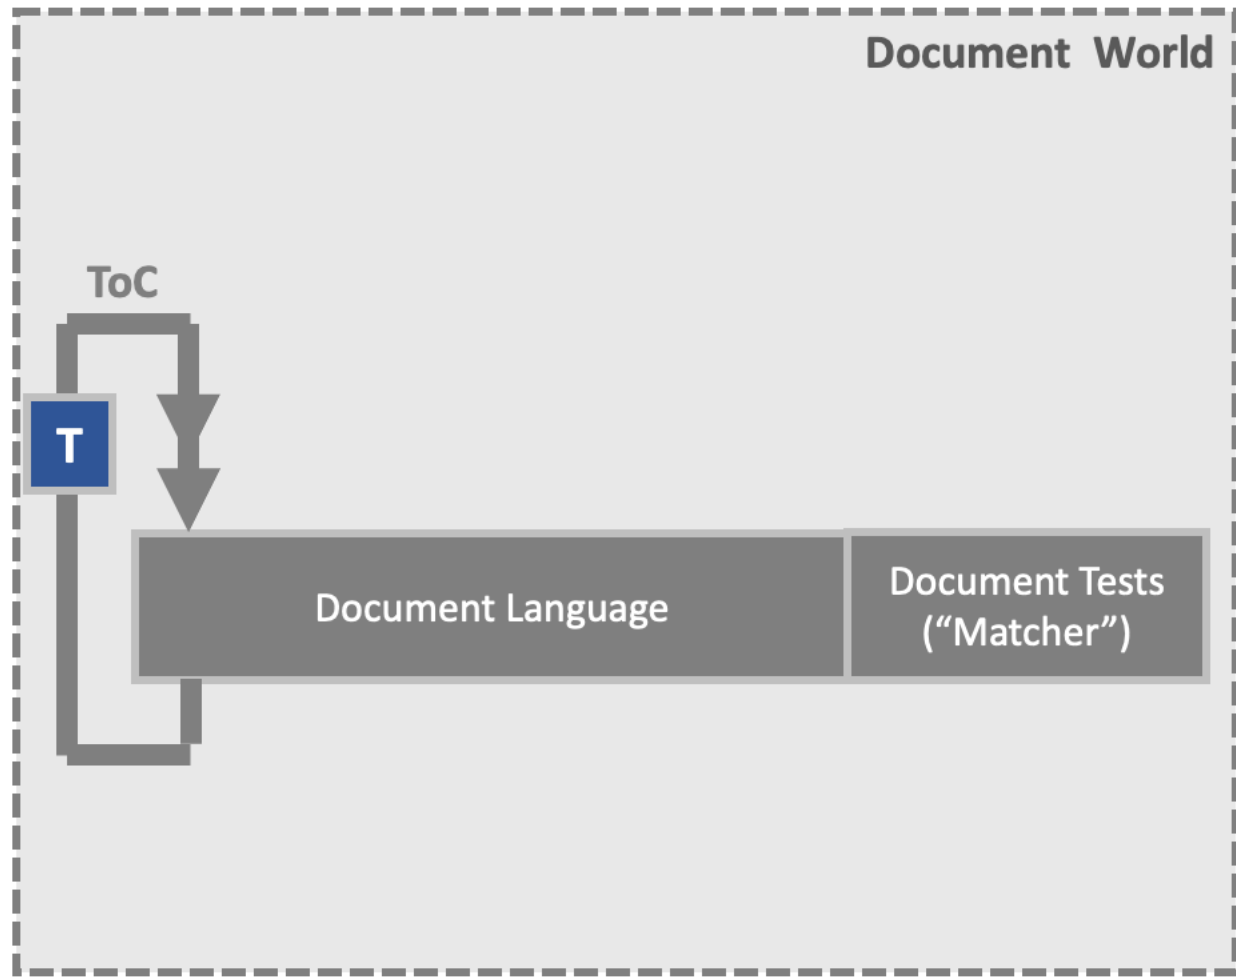 Document World
ToC
T
Document Language
Document Tests
(“Matcher”)